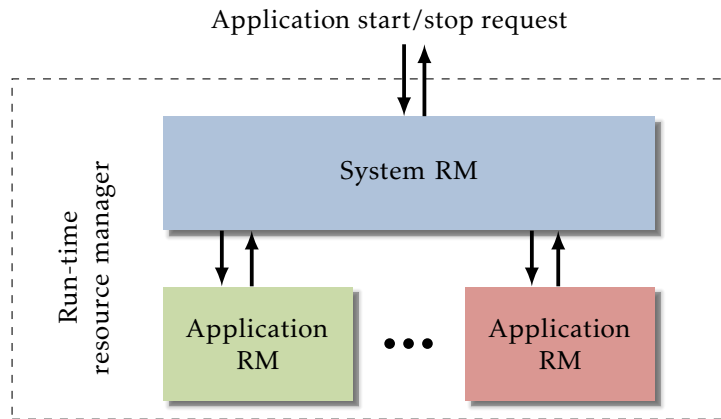 Application start/stop request
System RM
Run-time
resource manager
Application
RM
Application
RM